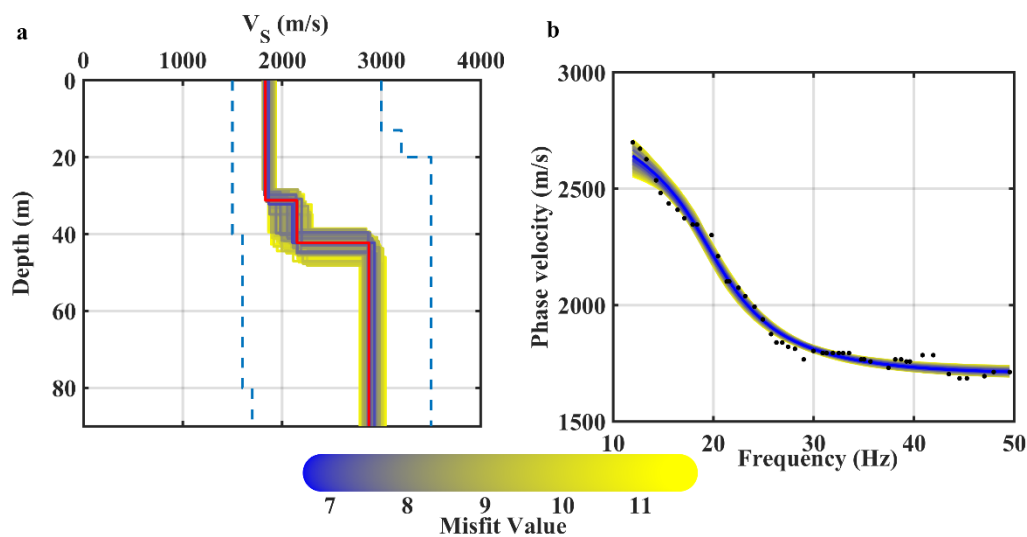 a
V_S (m/s)
0 1000 2000 3000 4000
0
20
40
60
80
Depth (m)
b
3000
2500
2000
1500
Phase velocity (m/s)
10 20 30 40 50
Frequency (Hz)
7 8 9 10 11
Misfit Value